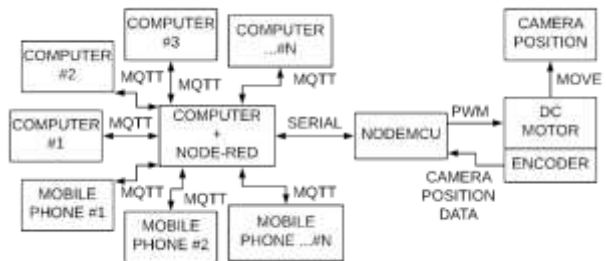 COMPUTER
#3
COMPUTER
...#N
CAMERA
POSITION
COMPUTER
#2
MQTT
MQTT
MQTT
MOVE
COMPUTER
#1
MQTT
COMPUTER
+
NODE-RED
SERIAL
NODEMCU
PWM
DC
MOTOR
ENCODER
MOBILE
PHONE #1
MQTT
MQTT
MQTT
CAMERA
POSITION
DATA
MOBILE
PHONE #2
MOBILE
PHONE ...#N